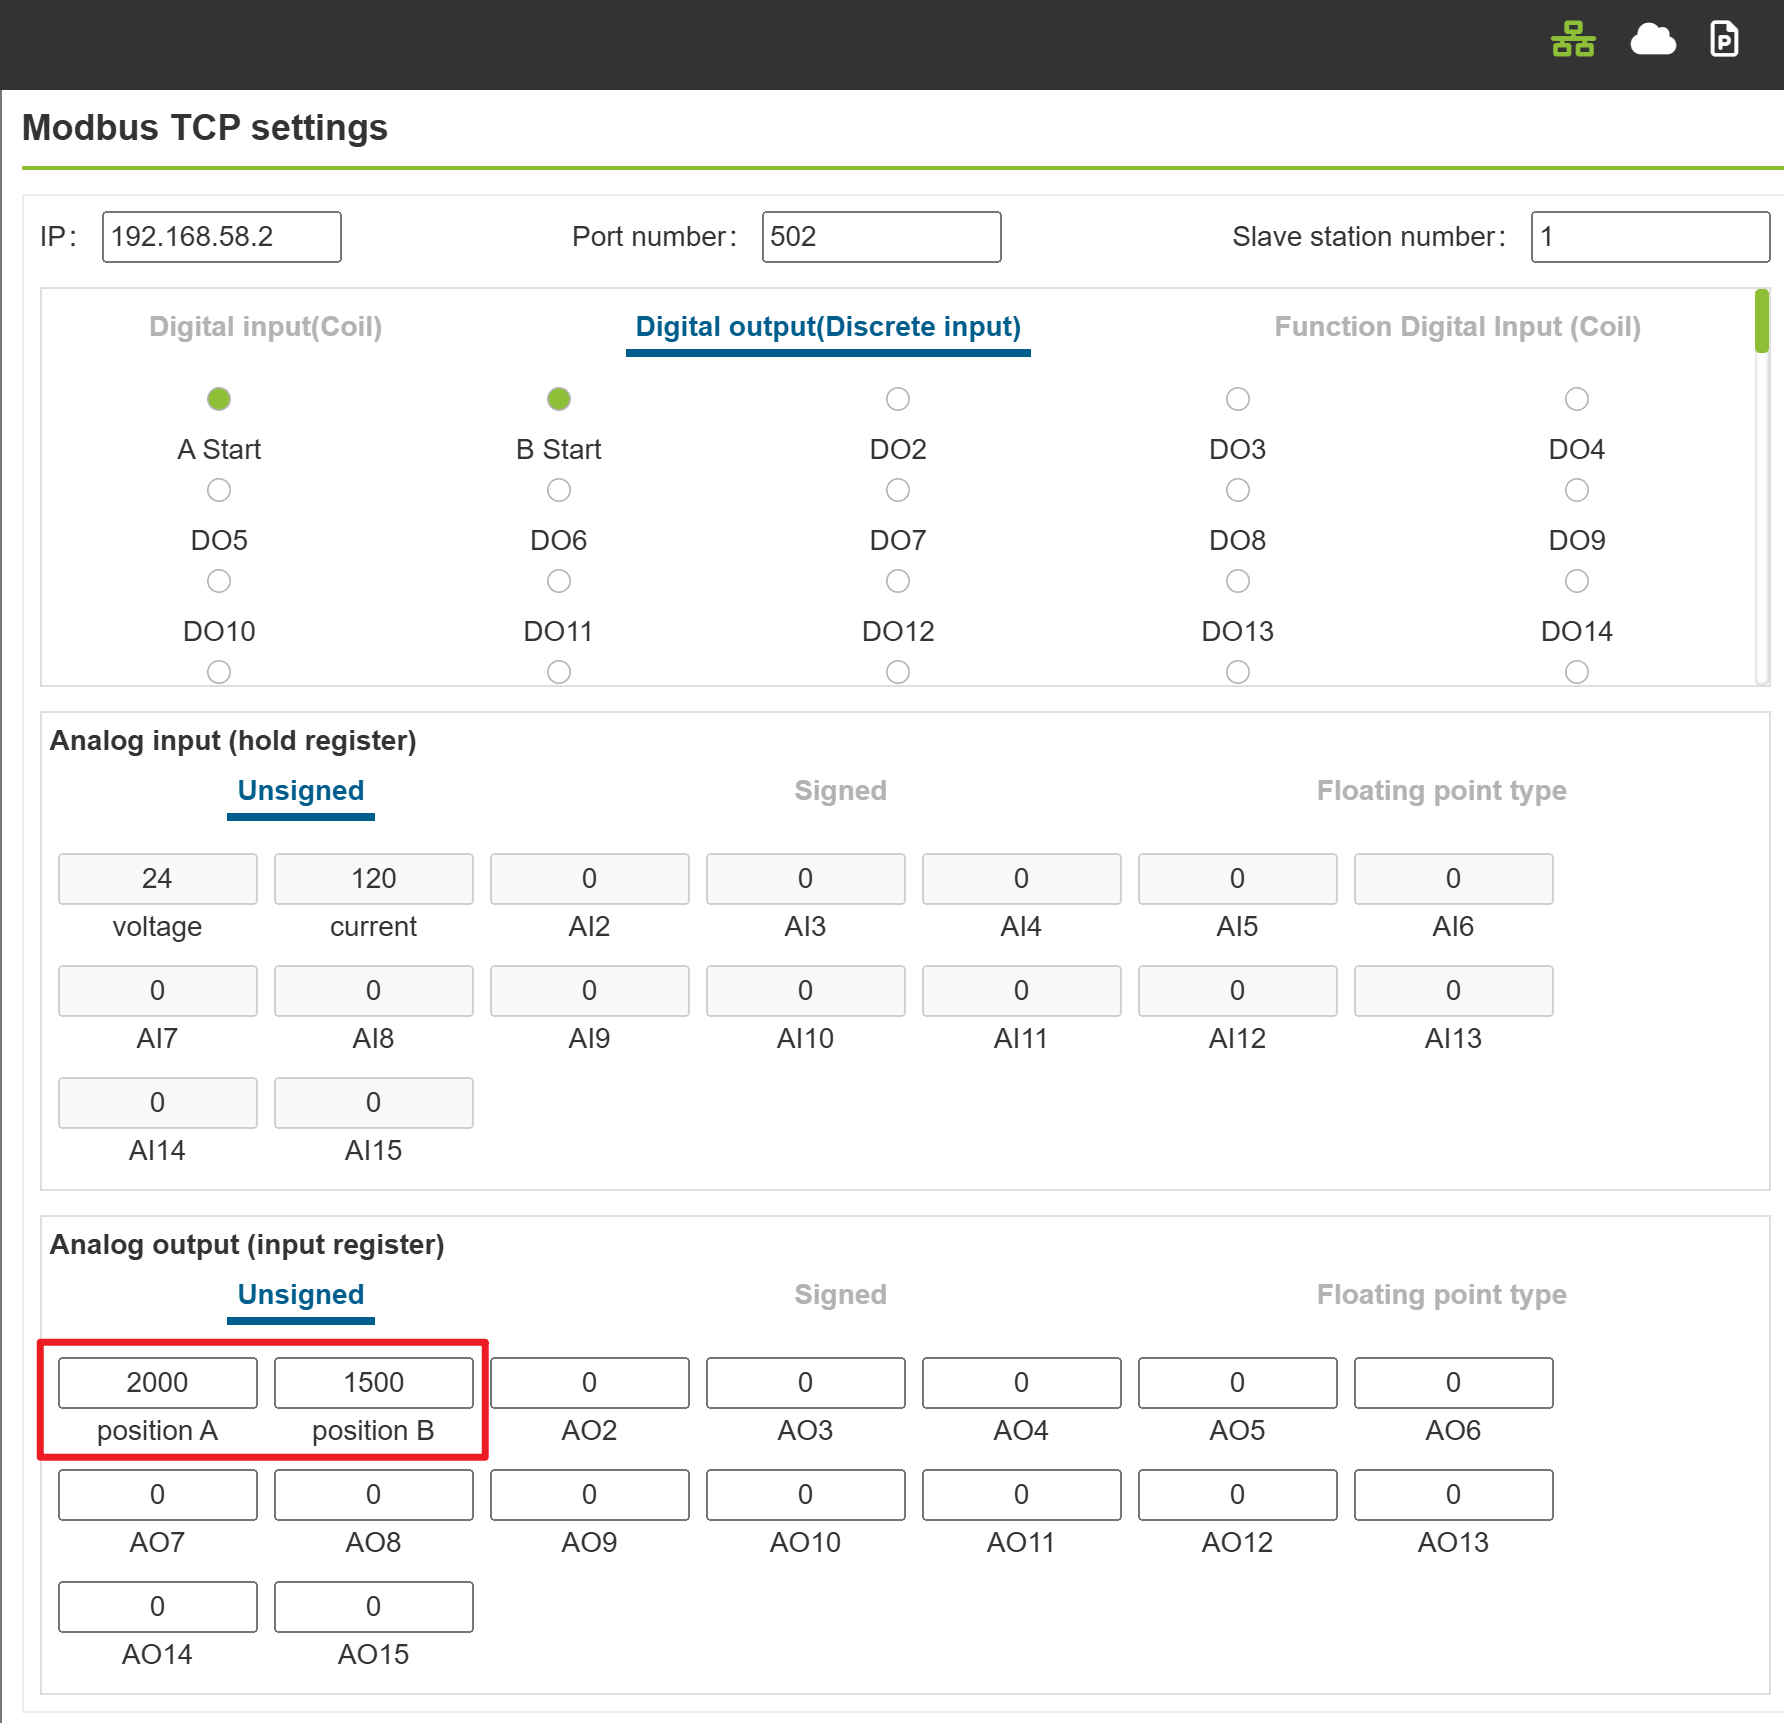 P
Modbus TCP settings
IP: 192.168.58.2 Port number: 502 Slave station number: 1
Digital input(Coil) Digital output(Discrete input) Function Digital Input (Coil)
A Start B Start DO2 DO3 DO4
DO5 DO6 DO7 DO8 DO9
DO10 DO11 DO12 DO13 DO14
Analog input (hold register)
Unsigned Signed Floating point type
24 120 0 0 0 0 0
voltage current AI2 AI3 AI4 AI5 AI6
0 0 0 0 0 0 0
AI7 AI8 AI9 AI10 AI11 AI12 AI13
0 0
AI14 AI15
Analog output (input register)
Unsigned Signed Floating point type
2000 1500 0 0 0 0 0
position A position B AO2 AO3 AO4 AO5 AO6
0 0 0 0 0 0 0
AO7 AO8 AO9 AO10 AO11 AO12 AO13
0 0
AO14 AO15